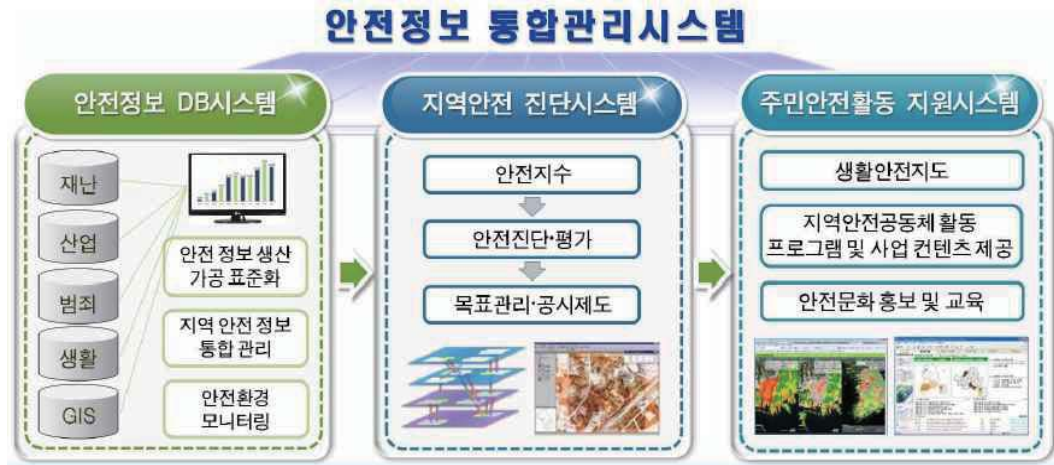 안전정보 통합관리시스템
안전정보 DB시스템
재난
산업
범죄
생활
GIS
안전 정보 생산
가공 표준화
지역 안전 정보
통합 관리
안전환경
모니터링
지역안전 진단시스템
안전지수
안전진단·평가
목표관리·공시제도
주민안전활동 지원시스템
생활안전지도
지역안전공동체 활동
프로그램 및 사업 컨텐츠 제공
안전문화 홍보 및 교육